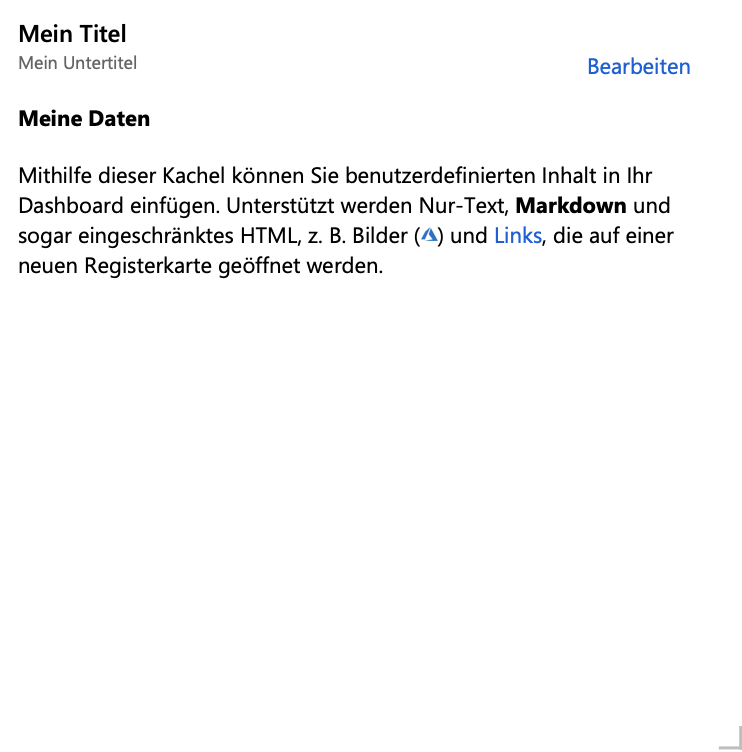 Mein Titel
Mein Untertitel
Bearbeiten
Meine Daten
Mithilfe dieser Kachel können Sie benutzerdefinierten Inhalt in Ihr
Dashboard einfügen. Unterstützt werden Nur-Text, Markdown und
sogar eingeschränktes HTML, z. B. Bilder () und Links, die auf einer
neuen Registerkarte geöffnet werden.